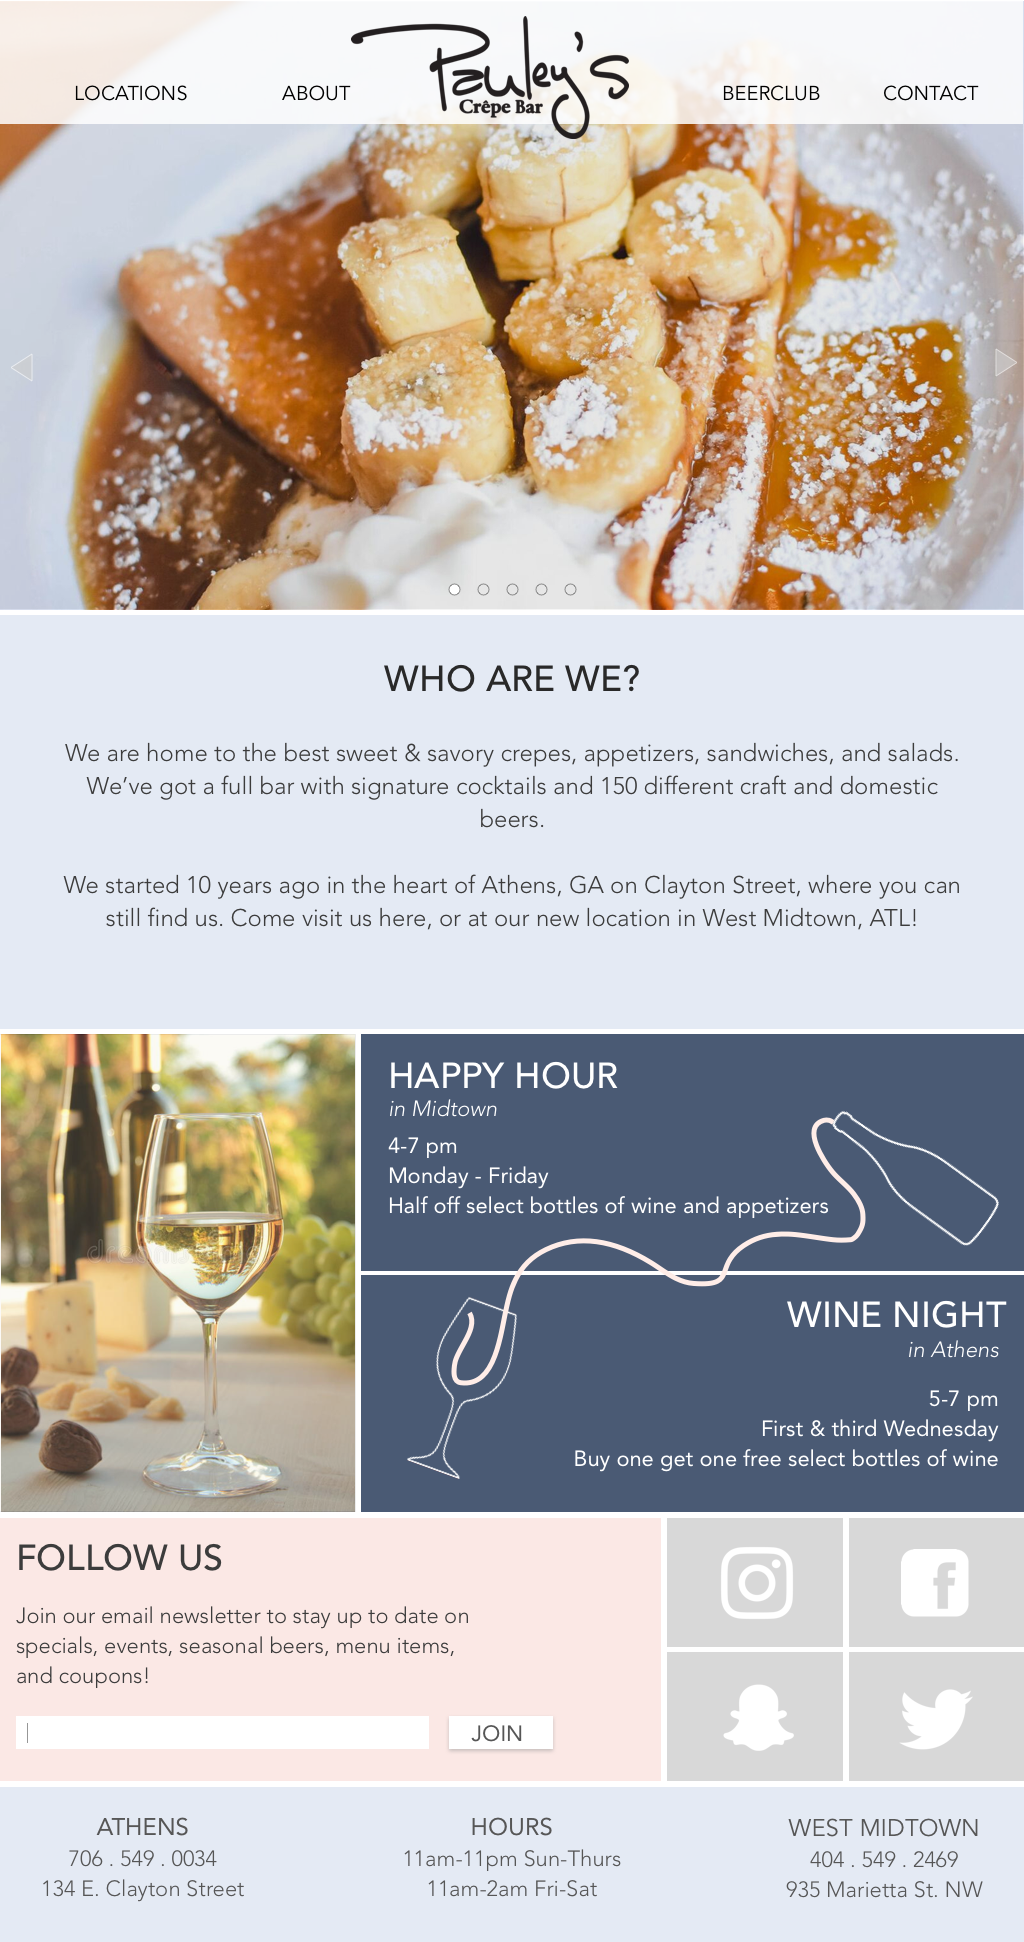 LOCATIONS
ABOUT
Pauley's
Crêpe Bar
BEERCLUB
CONTACT
WHO ARE WE?
We are home to the best sweet & savory crepes, appetizers, sandwiches, and salads.
We've got a full bar with signature cocktails and 150 different craft and domestic
beers.
We started 10 years ago in the heart of Athens, GA on Clayton Street, where you can
still find us. Come visit us here, or at our new location in West Midtown, ATL!
HAPPY HOUR
in Midtown
4-7 pm
Monday - Friday
Half off select bottles of wine and appetizers
WINE NIGHT
in Athens
5-7 pm
First & third Wednesday
Buy one get one free select bottles of wine
FOLLOW US
Join our email newsletter to stay up to date on
specials, events, seasonal beers, menu items,
and coupons!
JOIN
ATHENS
706 . 549 . 0034
134 E. Clayton Street
HOURS
11am-11pm Sun-Thurs
11am-2am Fri-Sat
WEST MIDTOWN
404 . 549 . 2469
935 Marietta St. NW